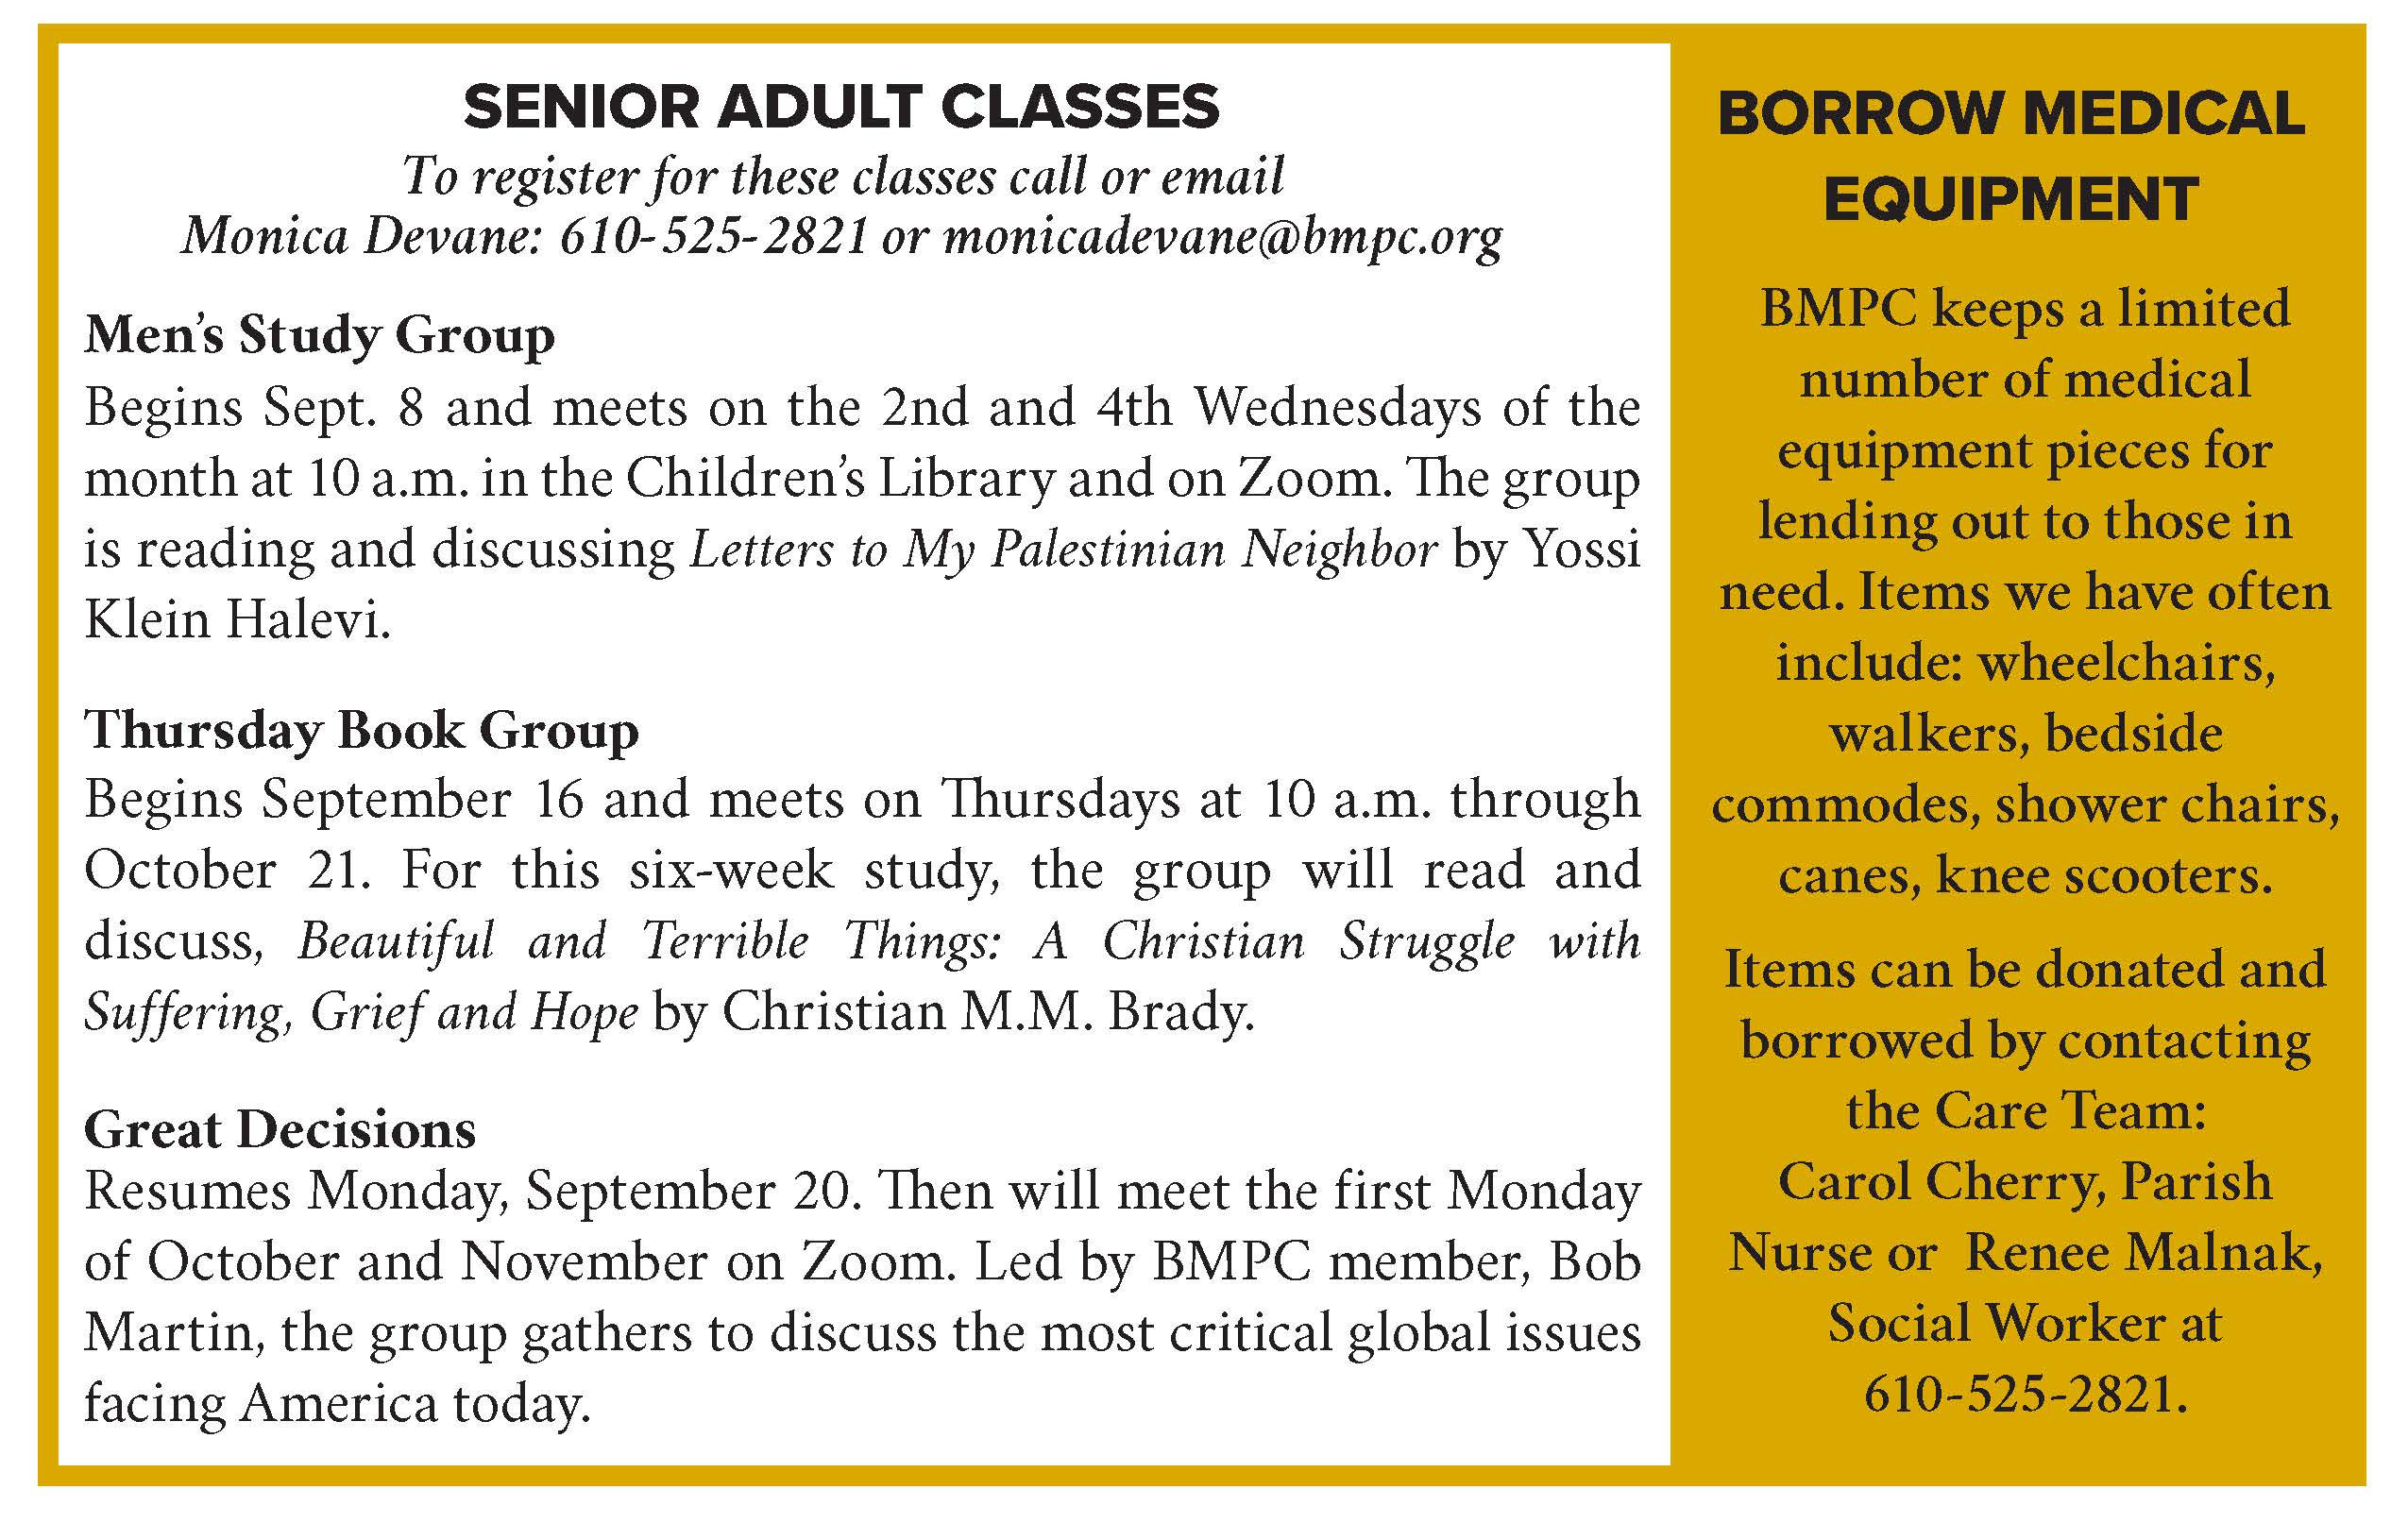 SENIOR ADULT CLASSES
To register for these classes call or email
Monica Devane: 610-525-2821 or monicadevane@bmpc.org
Men’s Study Group
Begins Sept. 8 and meets on the 2nd and 4th Wednesdays of the
month at 10 a.m. in the Children’s Library and on Zoom. The group
is reading and discussing Letters to My Palestinian Neighbor by Yossi
Klein Halevi.
Thursday Book Group
Begins September 16 and meets on Thursdays at 10 a.m. through
October 21. For this six-week study, the group will read and
discuss, Beautiful and Terrible Things: A Christian Struggle with
Suffering, Grief and Hope by Christian M.M. Brady.
Great Decisions
Resumes Monday, September 20. Then will meet the first Monday
of October and November on Zoom. Led by BMPC member, Bob
Martin, the group gathers to discuss the most critical global issues
facing America today.
BORROW MEDICAL
EQUIPMENT
BMPC keeps a limited
number of medical
equipment pieces for
lending out to those in
need. Items we have often
include: wheelchairs,
walkers, bedside
commodes, shower chairs,
canes, knee scooters.
Items can be donated and
borrowed by contacting
the Care Team:
Carol Cherry, Parish
Nurse or Renee Malnak,
Social Worker at
610-525-2821.